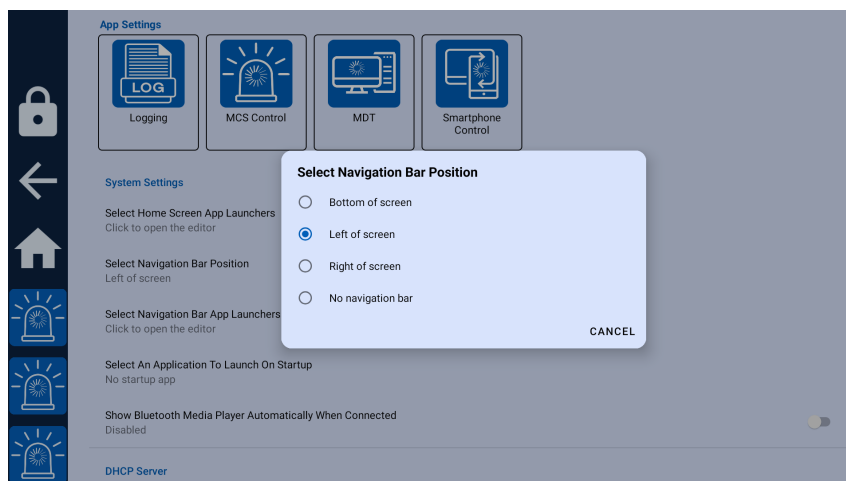 App Settings
LOG
Logging
MCS Control
MDT
Smartphone
Control
System Settings
Select Home Screen App Launchers
Click to open the editor
Select Navigation Bar Position
Left of screen
Select Navigation Bar App Launchers
Click to open the editor
Select An Application To Launch On Startup
No startup app
Show Bluetooth Media Player Automatically When Connected
Disabled
DHCP Server
Select Navigation Bar Position
Bottom of screen
Left of screen
Right of screen
No navigation bar
CANCEL